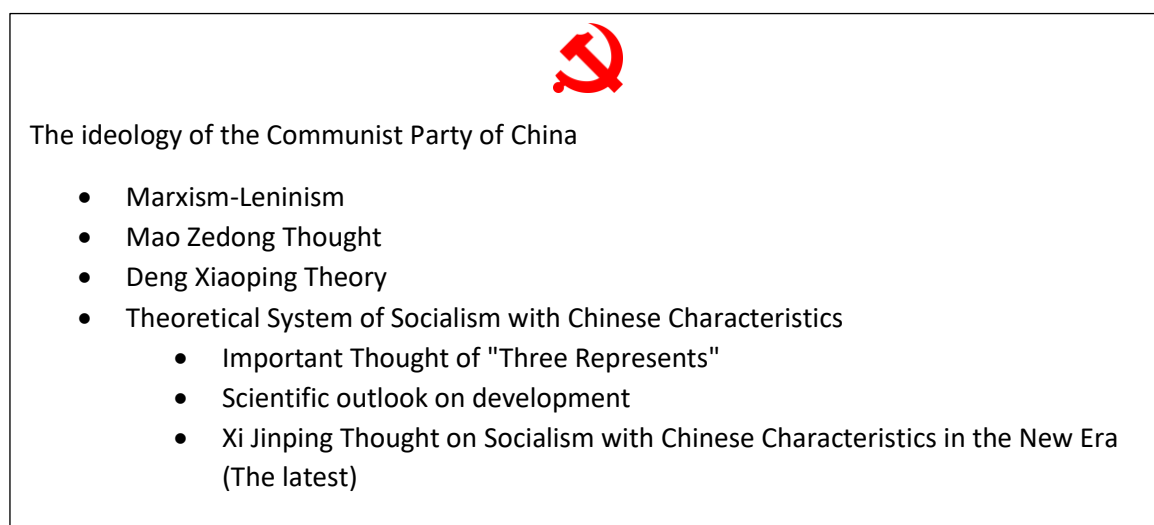 The ideology of the Communist Party of China
• Marxism-Leninism
• Mao Zedong Thought
• Deng Xiaoping Theory
• Theoretical System of Socialism with Chinese Characteristics
• Important Thought of "Three Represents"
• Scientific outlook on development
• Xi Jinping Thought on Socialism with Chinese Characteristics in the New Era
(The latest)